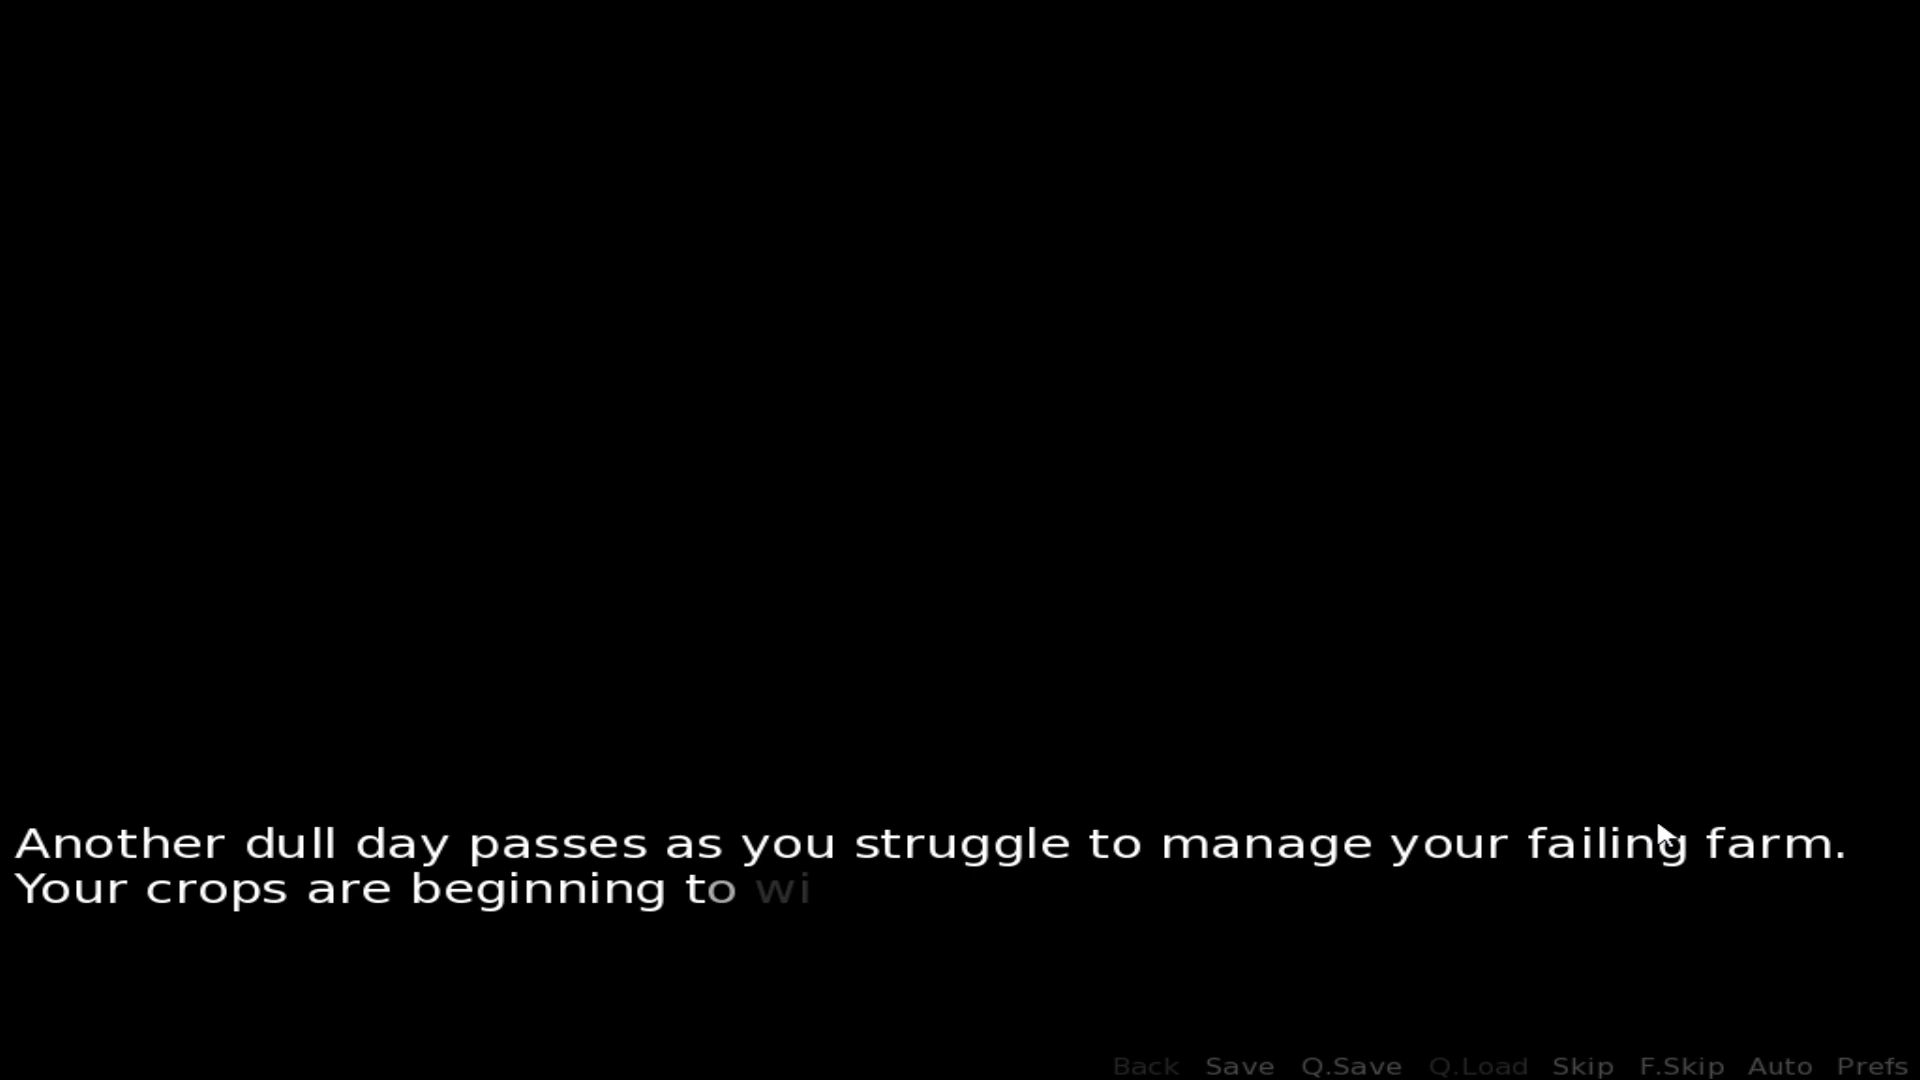 Another dull day passes as you struggle to manage your failing farm.
Your crops are beginning to wi
Back Save Q.Save Q.Load Skip F.Skip Auto Prefs